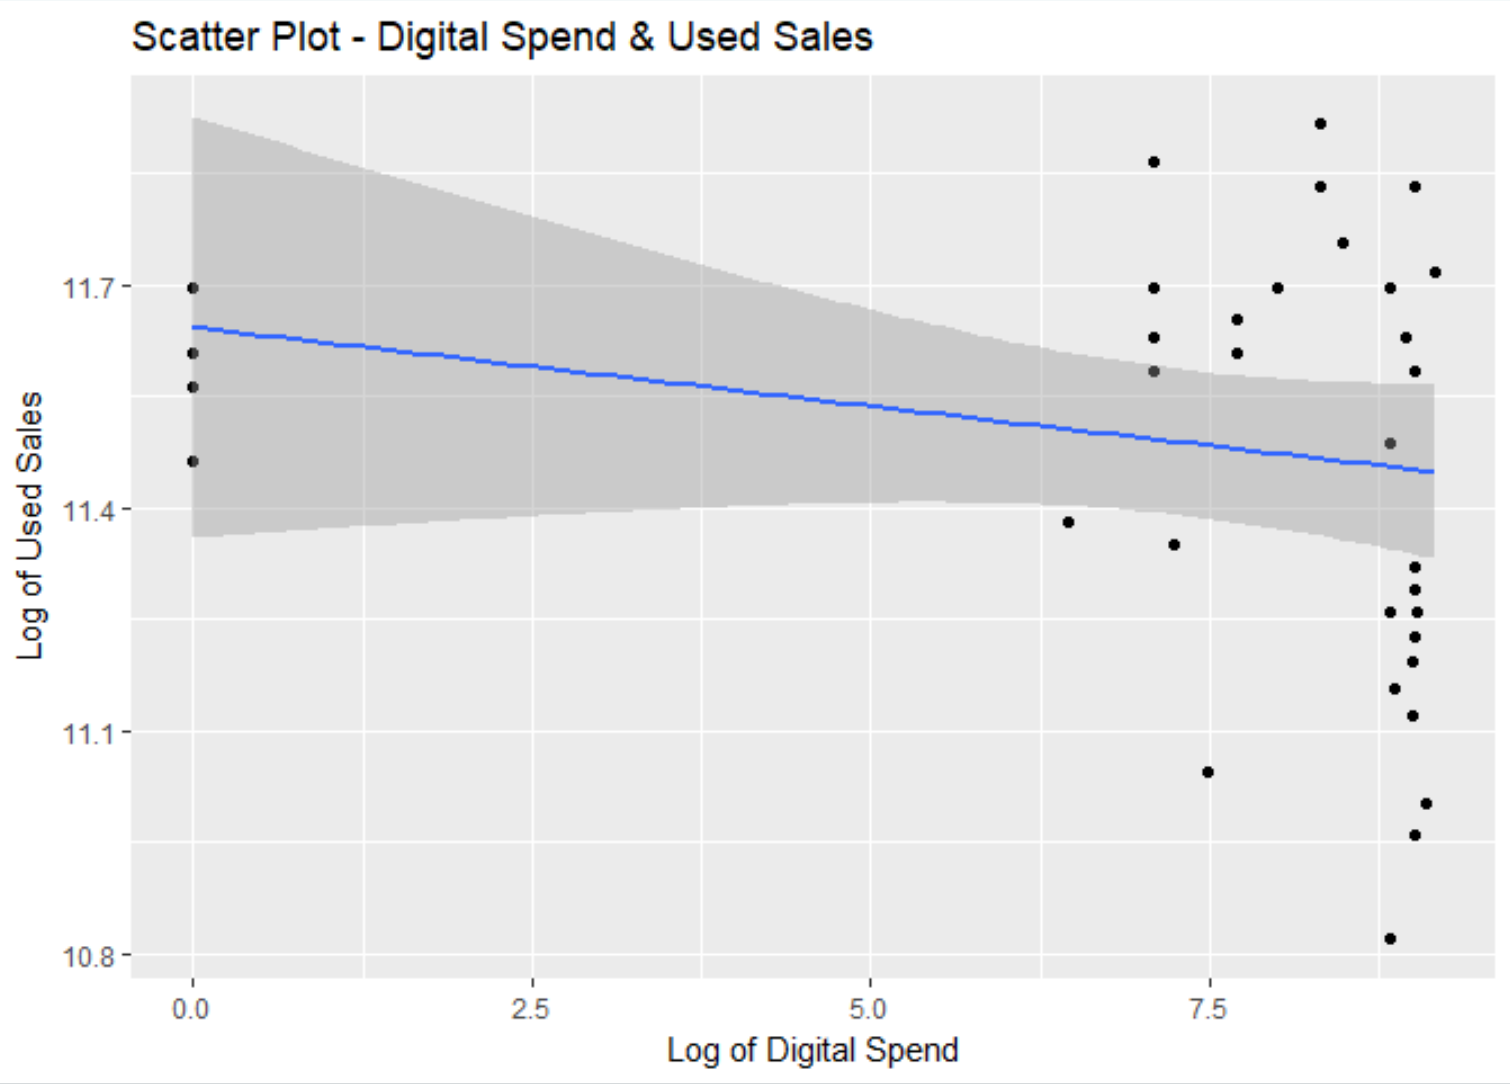 Scatter Plot - Digital Spend & Used Sales
Log of Used Sales
11.7
11.4
11.1
10.8
0.0 2.5 5.0 7.5
Log of Digital Spend